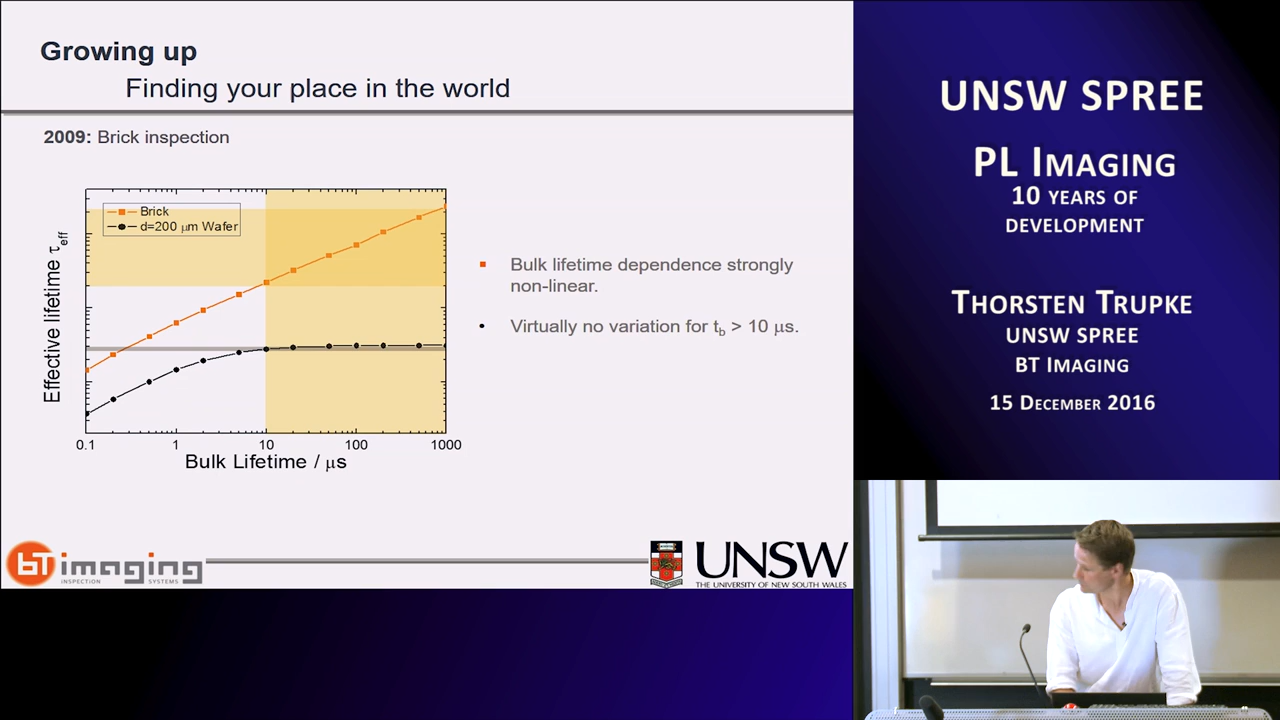 Growing up
Finding your place in the world
2009: Brick inspection
Brick
d=200 μm Wafer
Effective lifetime τeff
0.1
1
10
100
1000
Bulk Lifetime / μs
Bulk lifetime dependence strongly
non-linear.
Virtually no variation for tb > 10 μs.
bT imaging
INSPECTION SYSTEMS
UNSW
THE UNIVERSITY OF NEW SOUTH WALES
UNSW SPREE
PL IMAGING
10 YEARS OF
DEVELOPMENT
THORSTEN TRUPKE
UNSW SPREE
BT IMAGING
15 DECEMBER 2016